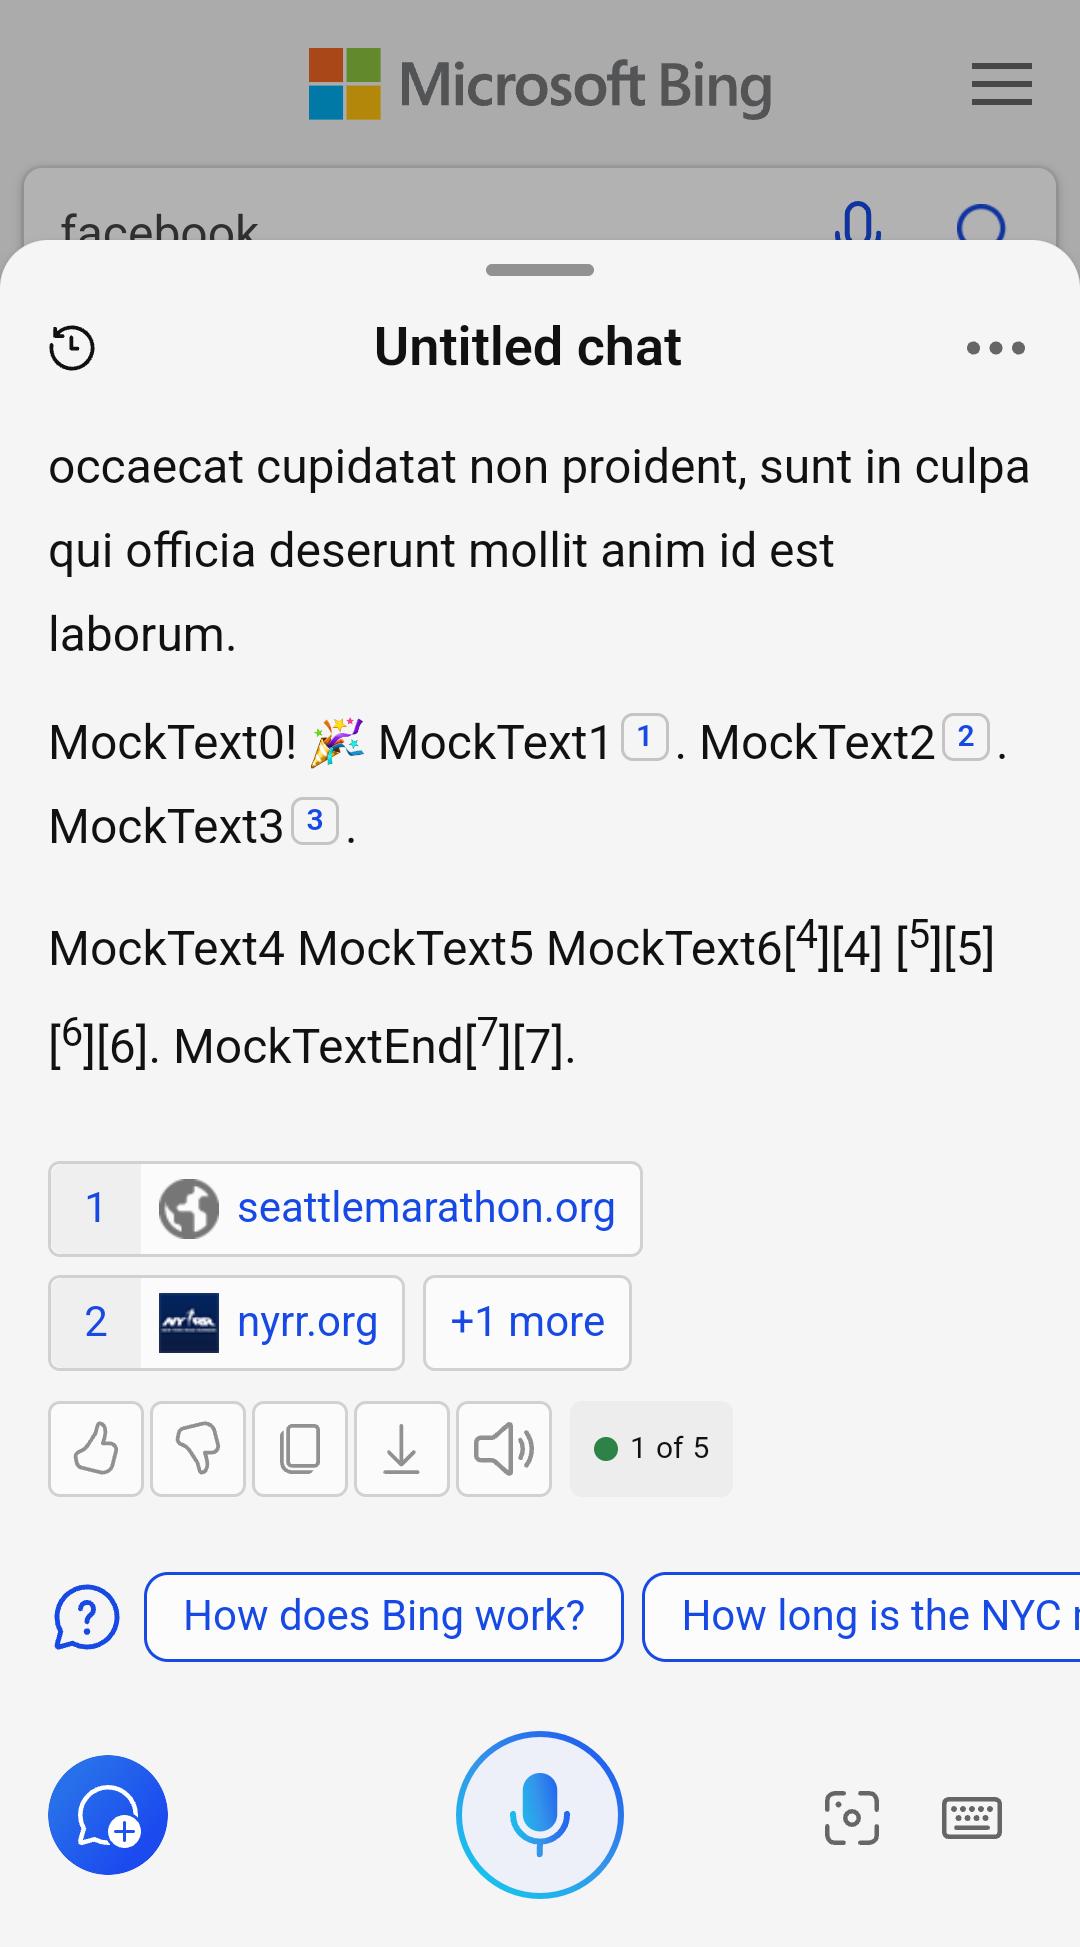 Microsoft Bing
facebook
Untitled chat
occaecat cupidatat non proident, sunt in culpa
qui officia deserunt mollit anim id est
laborum.
MockText0! 🎉 MockText1 1 . MockText2 2 .
MockText3 3 .
MockText4 MockText5 MockText6[4][4] [5][5]
[6][6]. MockTextEnd[7][7].
1 seattlemarathon.org
2 NYRR nyrr.org +1 more
1 of 5
How does Bing work? How long is the NYC